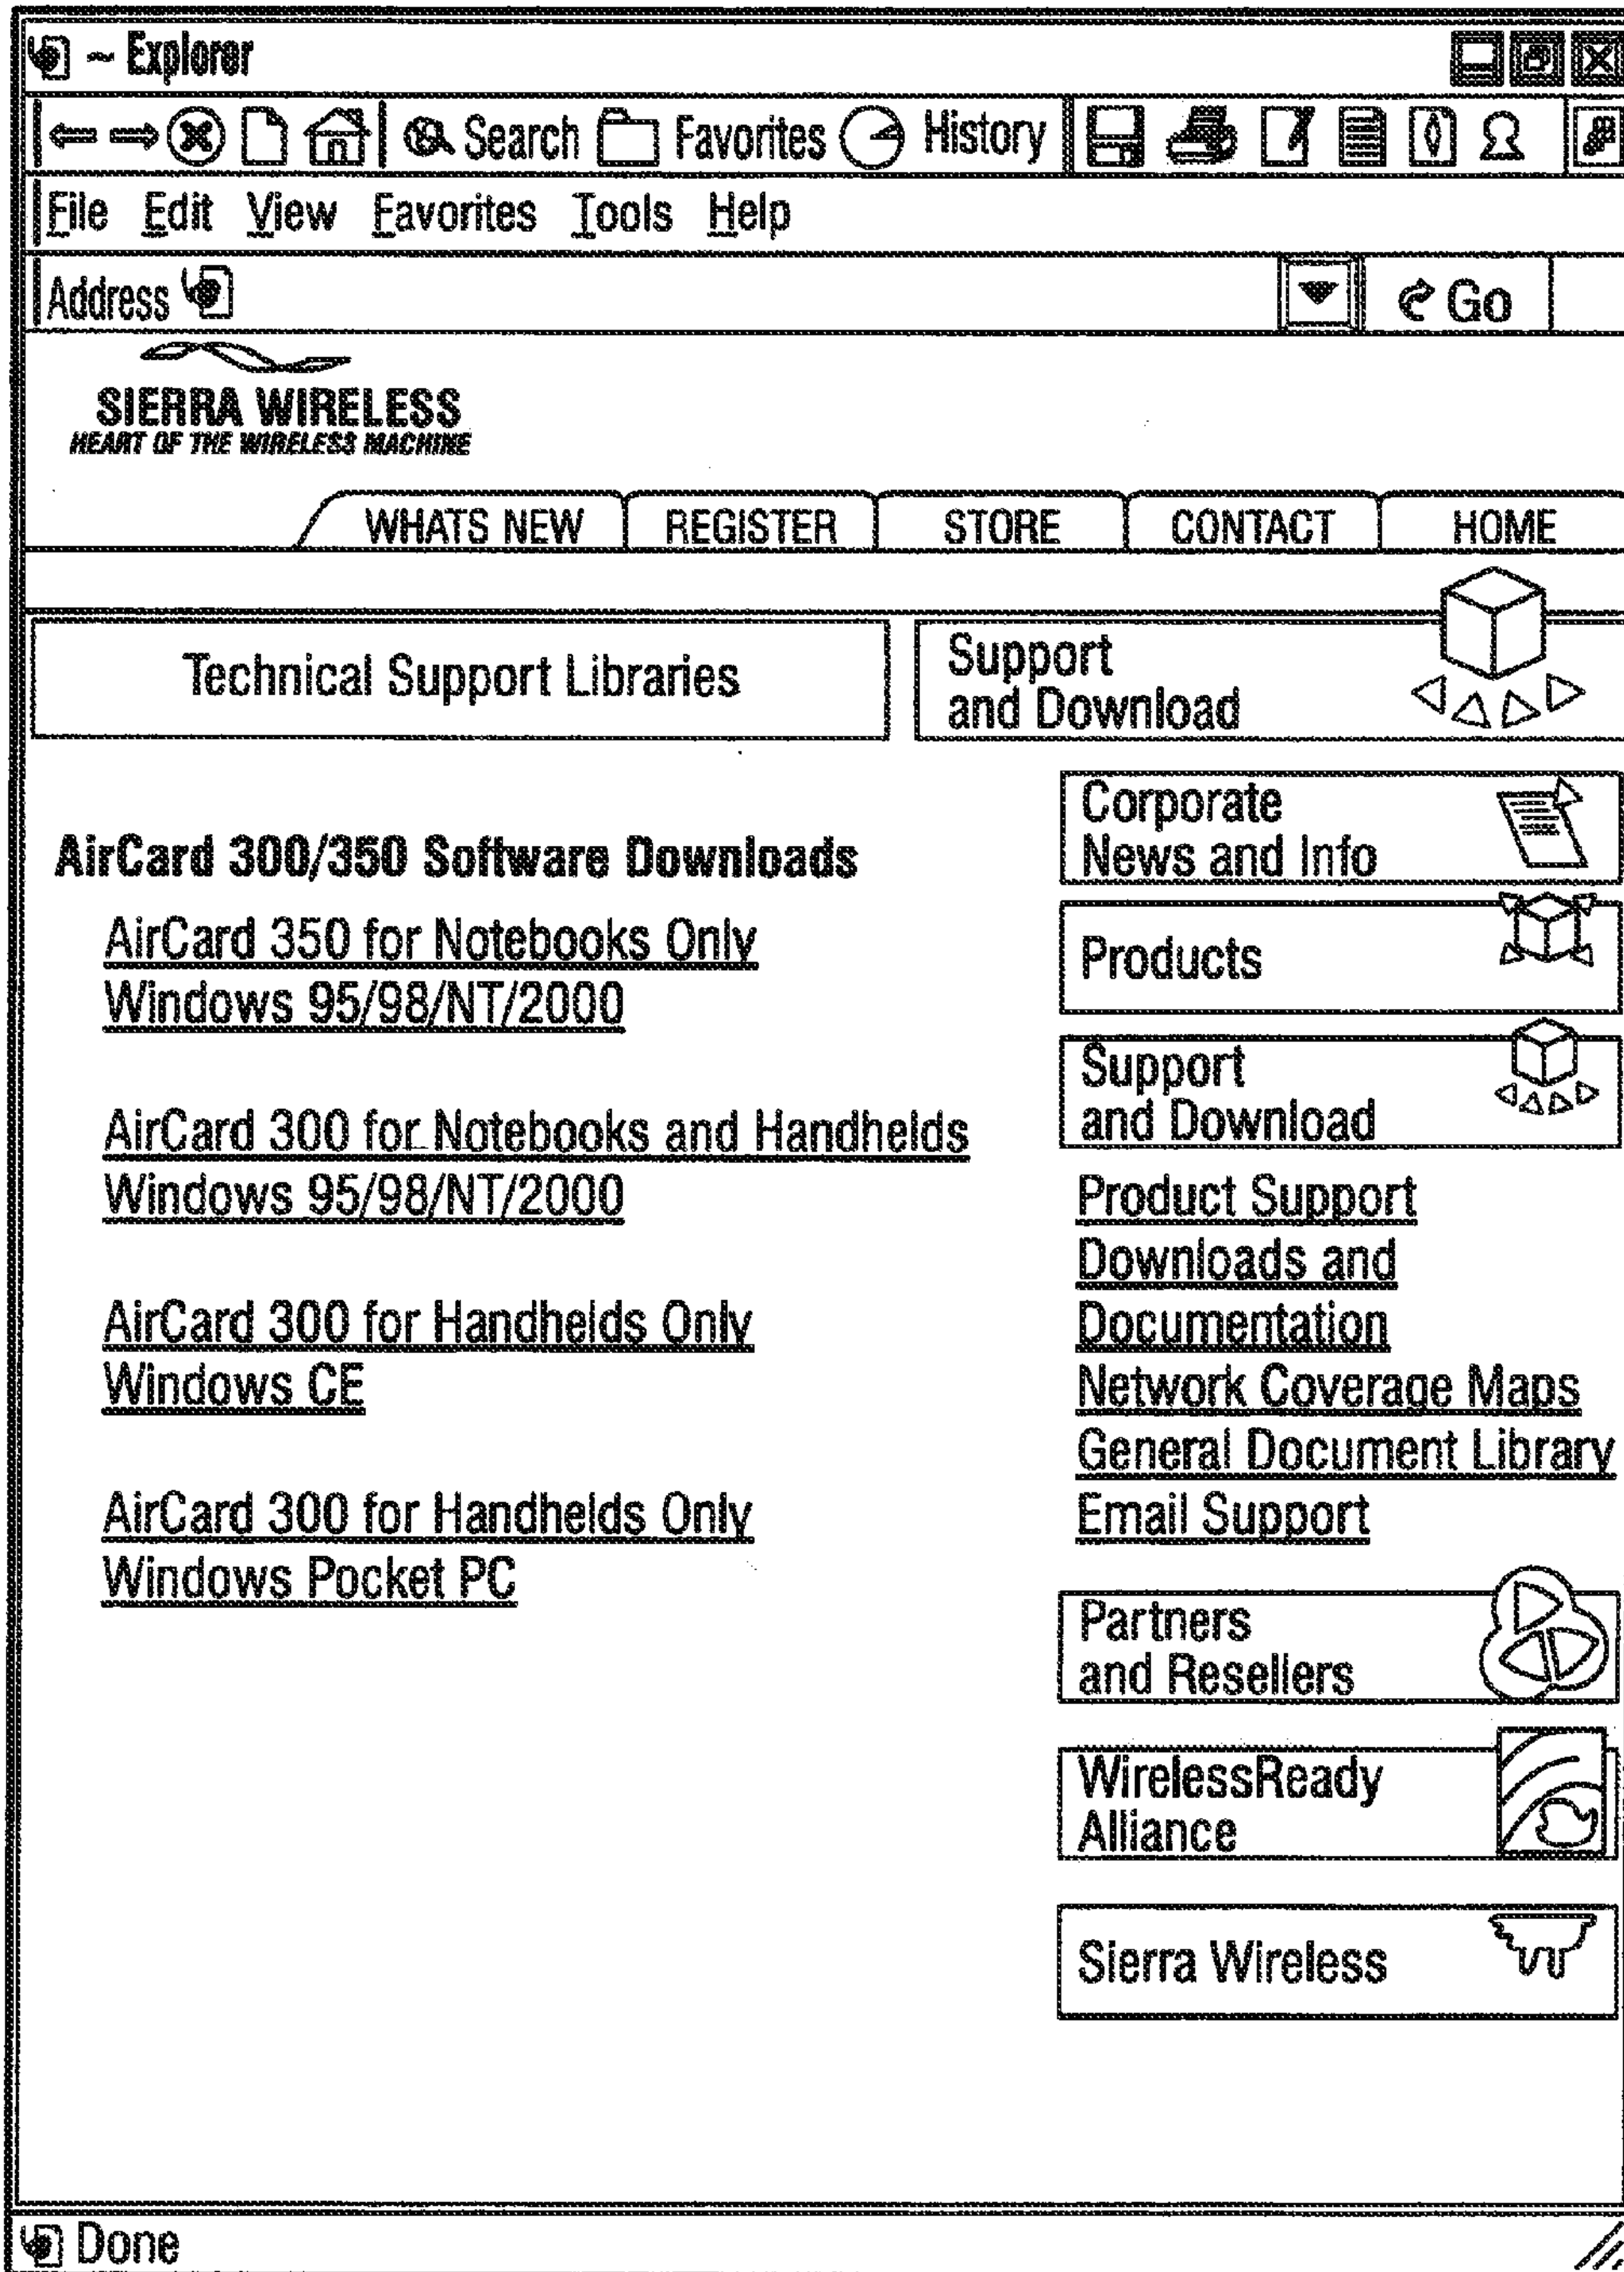 ~ Explorer
Search Favorites History
File Edit View Favorites Tools Help
Address Go
SIERRA WIRELESS
HEART OF THE WIRELESS MACHINE
WHATS NEW REGISTER STORE CONTACT HOME
Technical Support Libraries
Support
and Download
AirCard 300/350 Software Downloads
AirCard 350 for Notebooks Only
Windows 95/98/NT/2000
AirCard 300 for Notebooks and Handhelds
Windows 95/98/NT/2000
AirCard 300 for Handhelds Only
Windows CE
AirCard 300 for Handhelds Only
Windows Pocket PC
Corporate
News and Info
Products
Support
and Download
Product Support
Downloads and
Documentation
Network Coverage Maps
General Document Library
Email Support
Partners
and Resellers
WirelessReady
Alliance
Sierra Wireless
Done